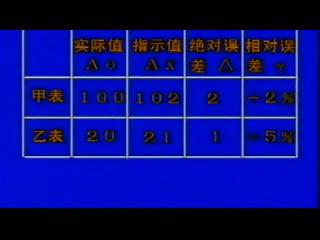 实际值 指示值 绝对误 相对误
A₀ Aₓ 差 △ 差 γ
甲表 100 102 2 +2%
乙表 20 21 1 +5%